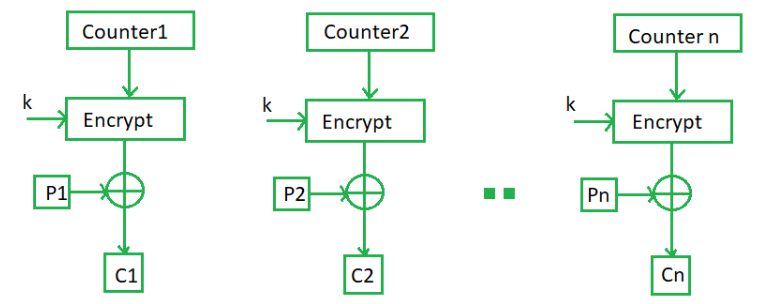 Counter1
Counter2
Counter n
k
Encrypt
k
Encrypt
k
Encrypt
P1
P2
Pn
C1
C2
Cn